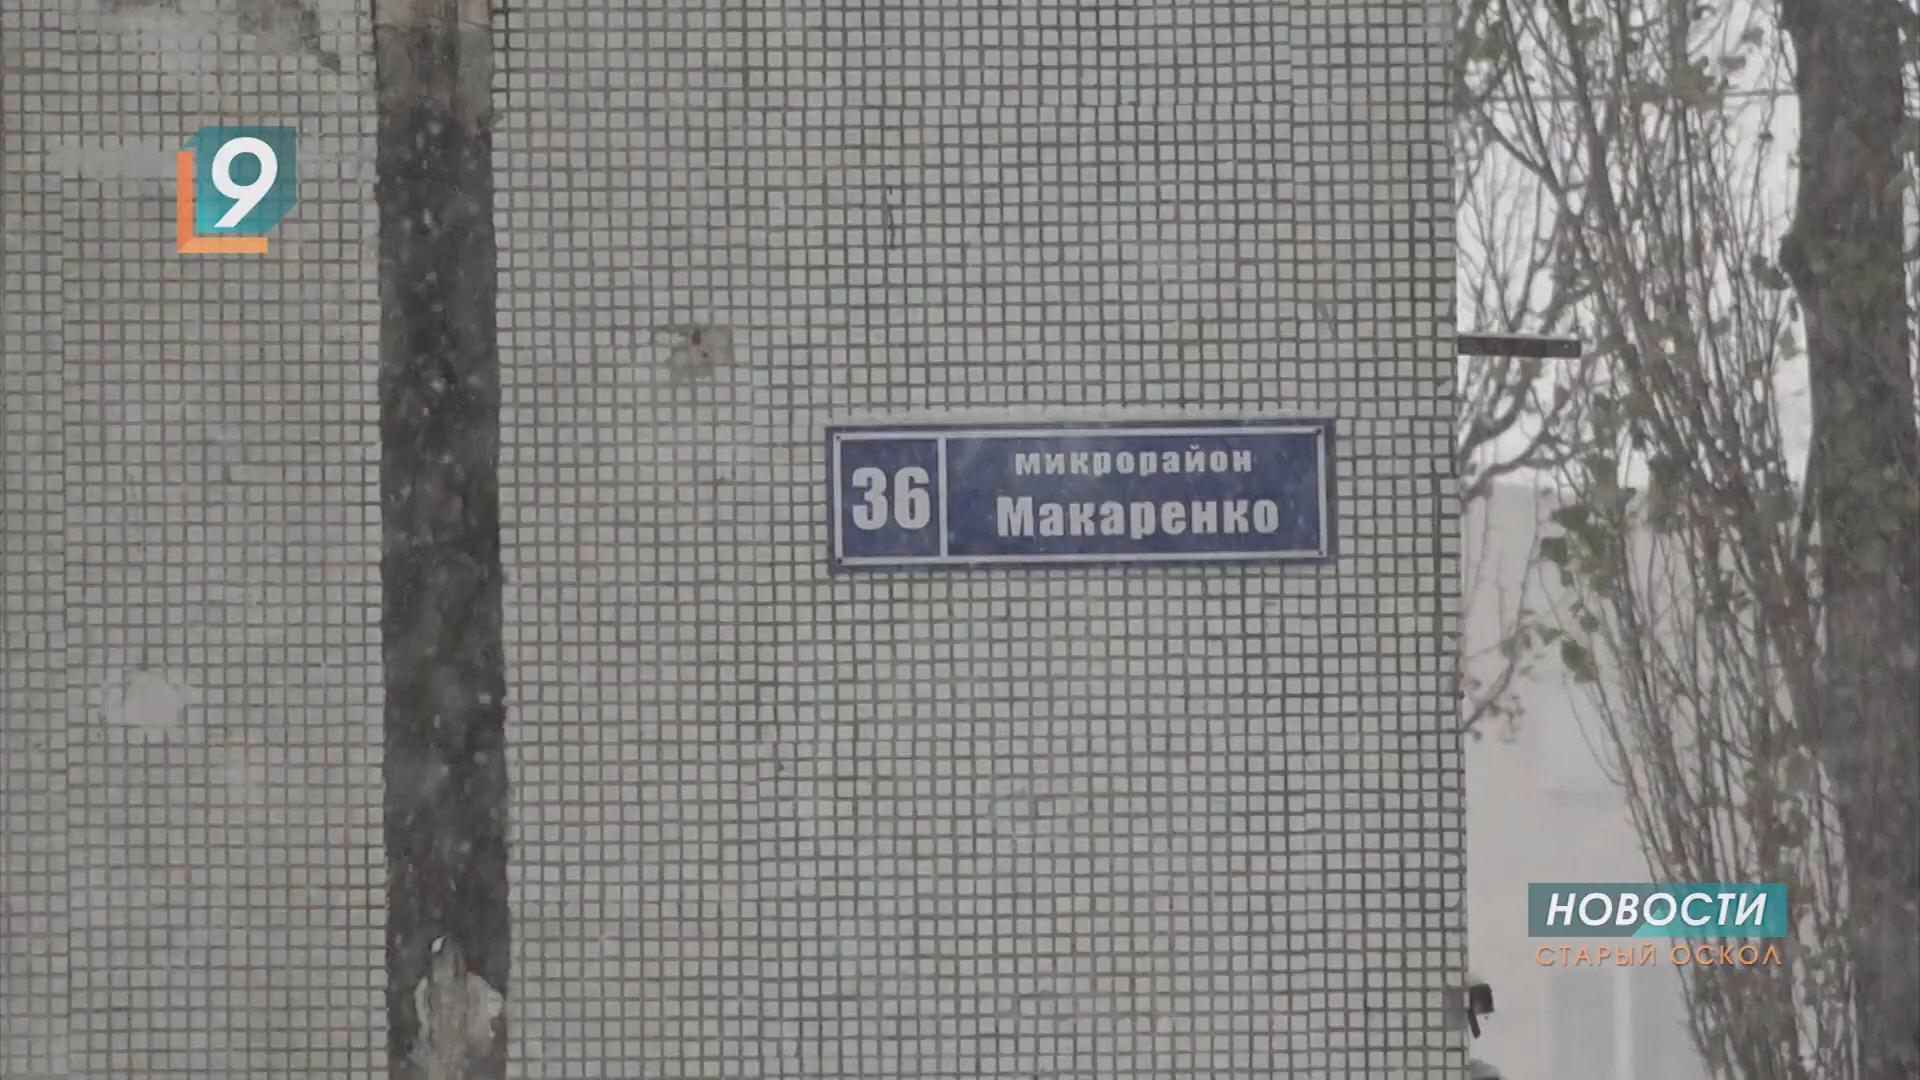 9
36
микрорайон
Макаренко
НОВОСТИ
СТАРЫЙ ОСКОЛ